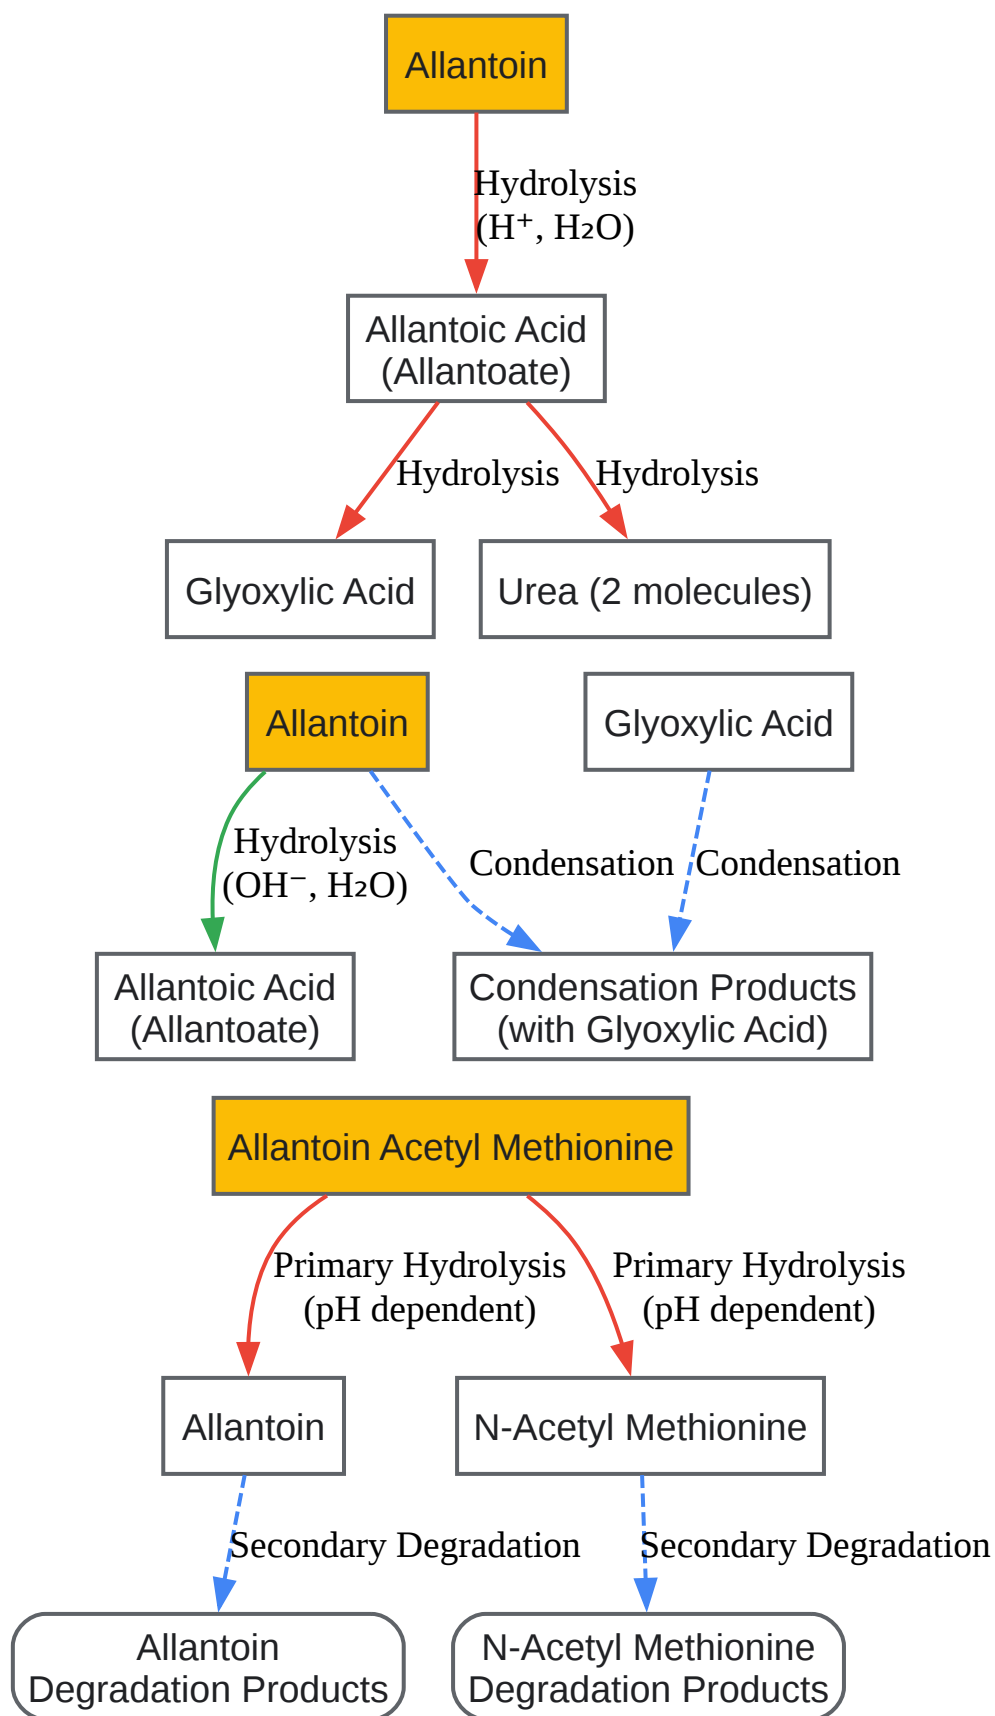 Allantoin
Hydrolysis
(H⁺, H₂O)
Allantoic Acid
(Allantoate)
Hydrolysis
Hydrolysis
Glyoxylic Acid
Urea (2 molecules)
Allantoin
Glyoxylic Acid
Hydrolysis
(OH⁻, H₂O)
Condensation
Condensation
Allantoic Acid
(Allantoate)
Condensation Products
(with Glyoxylic Acid)
Allantoin Acetyl Methionine
Primary Hydrolysis
(pH dependent)
Primary Hydrolysis
(pH dependent)
Allantoin
N-Acetyl Methionine
Secondary Degradation
Secondary Degradation
Allantoin
Degradation Products
N-Acetyl Methionine
Degradation Products